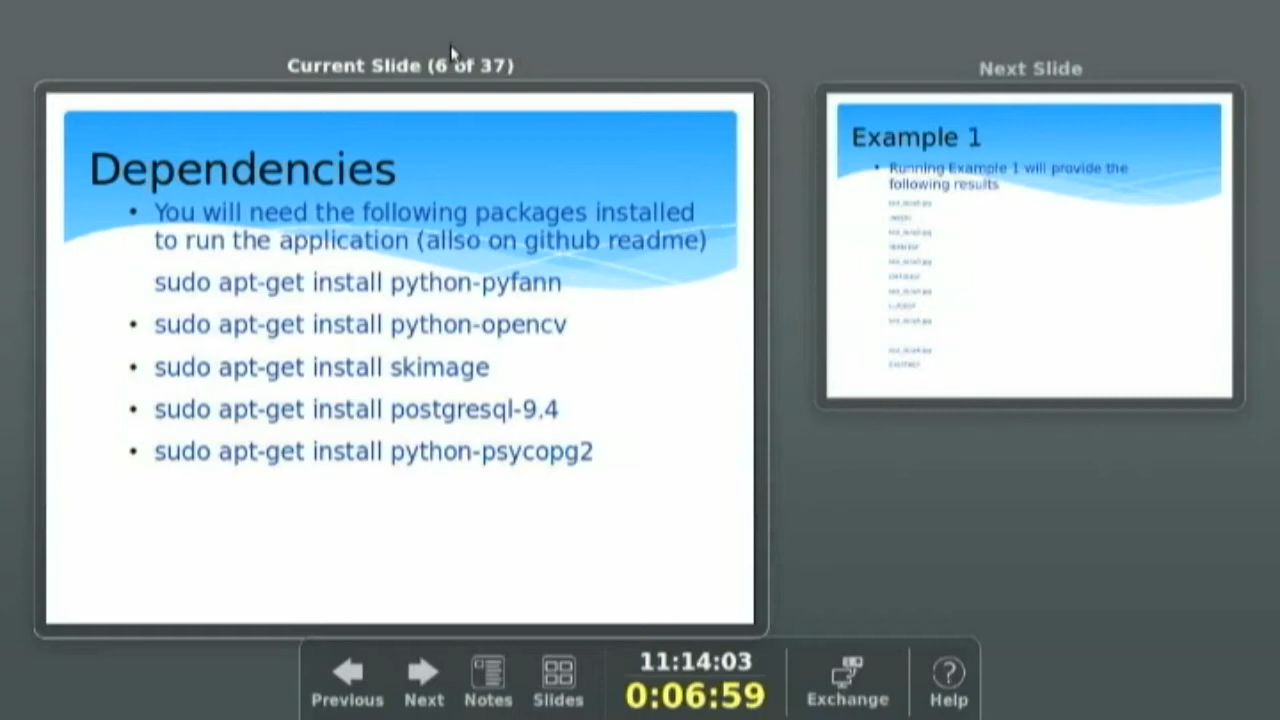 Current Slide (6 of 37)
Next Slide
Dependencies
• You will need the following packages installed
to run the application (allso on github readme)
sudo apt-get install python-pyfann
• sudo apt-get install python-opencv
• sudo apt-get install skimage
• sudo apt-get install postgresql-9.4
• sudo apt-get install python-psycopg2
Example 1
• Running Example 1 will provide the
following results
11:14:03
0:06:59
Previous
Next
Notes
Slides
Exchange
Help